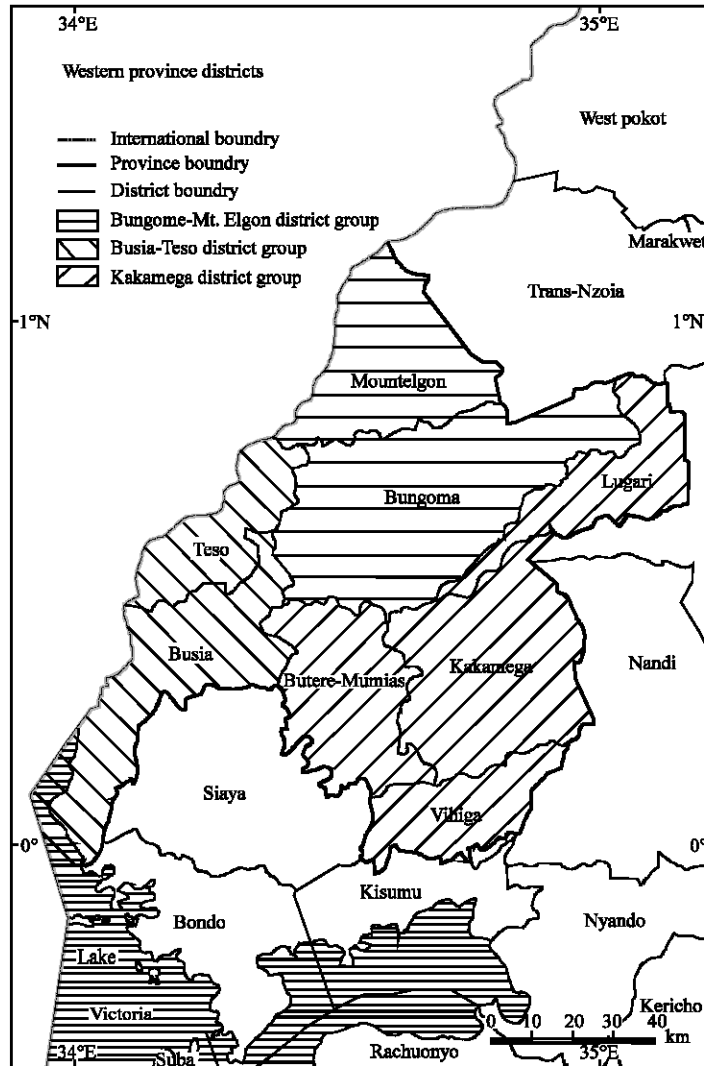 34°E
35°E
Western province districts
West pokot
International boundry
Province boundry
District boundry
Bungome-Mt. Elgon district group
Busia-Teso district group
Kakamega district group
Marakwet
Trans-Nzoia
1°N
1°N
Mountelgon
Lugari
Bungoma
Teso
Busia
Butere-Mumias
Kakamega
Nandi
Siaya
Vihiga
0°
0°
Kisumu
Bondo
Nyando
Lake
Victoria
Kericho
0 10 20 30 40
km
34°E
Suba
Rachuonyo
35°E